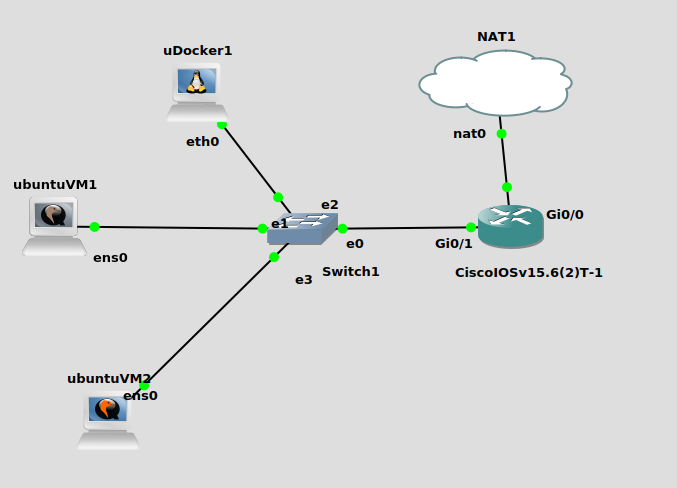 NAT1
uDocker1
nat0
eth0
ubuntuVM1
e2
Gi0/0
e1
e0
Gi0/1
ens0
Switch1
CiscoIOSv15.6(2)T-1
e3
ubuntuVM2
ens0